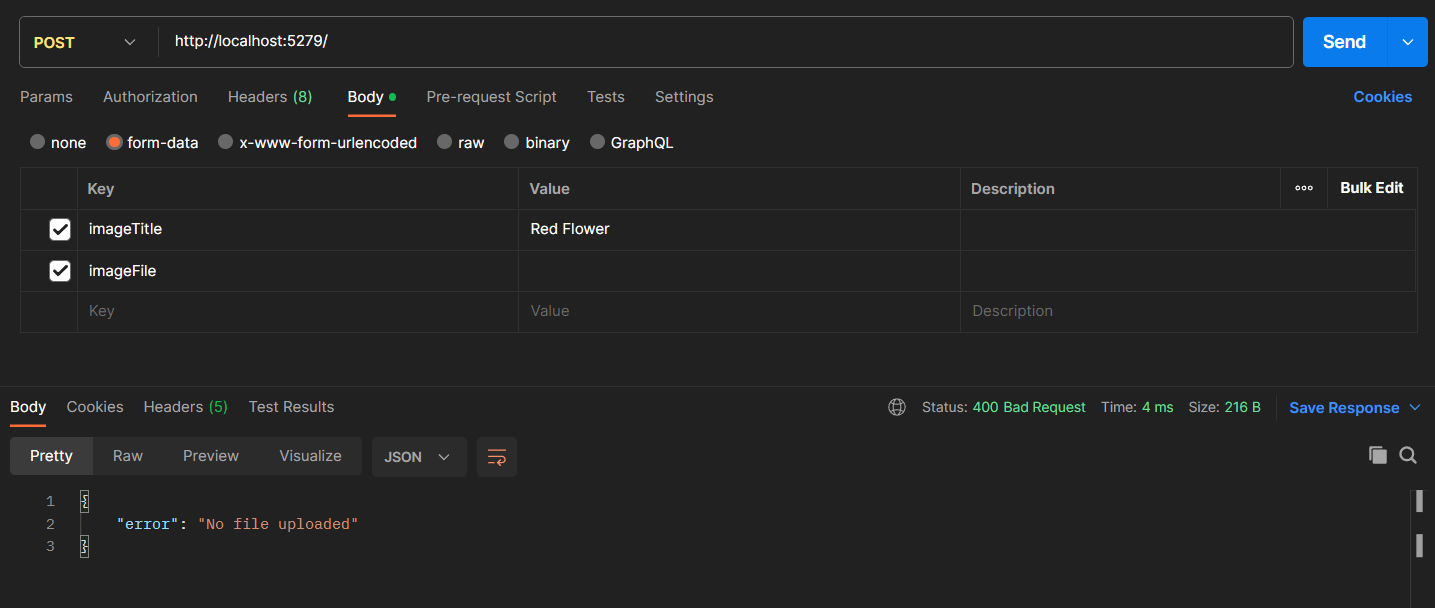 POST http://localhost:5279/ Send
Params Authorization Headers (8) Body Pre-request Script Tests Settings Cookies
none form-data x-www-form-urlencoded raw binary GraphQL
Key Value Description Bulk Edit
imageTitle Red Flower
imageFile
Key Value Description
Body Cookies Headers (5) Test Results Status: 400 Bad Request Time: 4 ms Size: 216 B Save Response
Pretty Raw Preview Visualize JSON
1 {
2 "error": "No file uploaded"
3 }